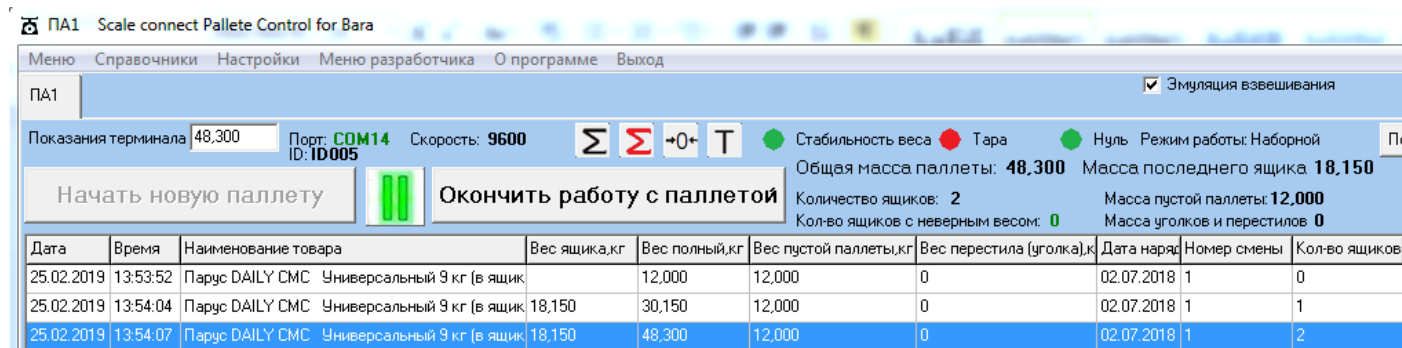 ПА1 Scale connect Pallete Control for Bara
Меню Справочники Настройки Меню разработчика О программе Выход
ПА1 Эмуляция взвешивания
Показания терминала 48,300 Порт: COM14 Скорость: 9600 Σ Σ →0← T Стабильность веса Тара Нуль Режим работы: Наборной
ID: ID005
Общая масса паллеты: 48,300 Масса последнего ящика 18,150
Начать новую паллету Окончить работу с паллетой
Количество ящиков: 2 Масса пустой паллеты: 12,000
Кол-во ящиков с неверным весом: 0 Масса уголков и перестилов 0
Дата Время Наименование товара Вес ящика,кг Вес полный,кг Вес пустой паллеты,кг Вес перестила (уголка),к Дата наряд Номер смены Кол-во ящиков
25.02.2019 13:53:52 Парус DAILY СМС Универсальный 9 кг (в ящик 12,000 12,000 0 02.07.2018 1 0
25.02.2019 13:54:04 Парус DAILY СМС Универсальный 9 кг (в ящик 18,150 30,150 12,000 0 02.07.2018 1 1
25.02.2019 13:54:07 Парус DAILY СМС Универсальный 9 кг (в ящик 18,150 48,300 12,000 0 02.07.2018 1 2